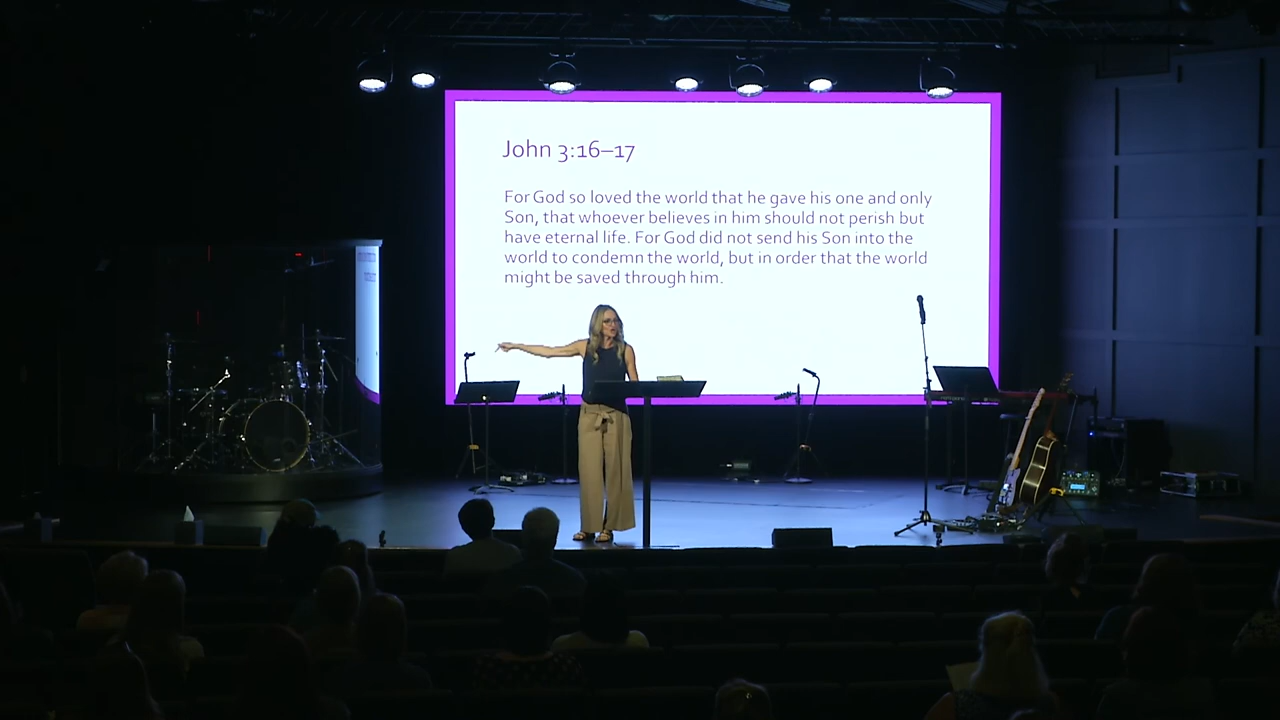 John 3:16–17
For God so loved the world that he gave his one and only
Son, that whoever believes in him should not perish but
have eternal life. For God did not send his Son into the
world to condemn the world, but in order that the world
might be saved through him.